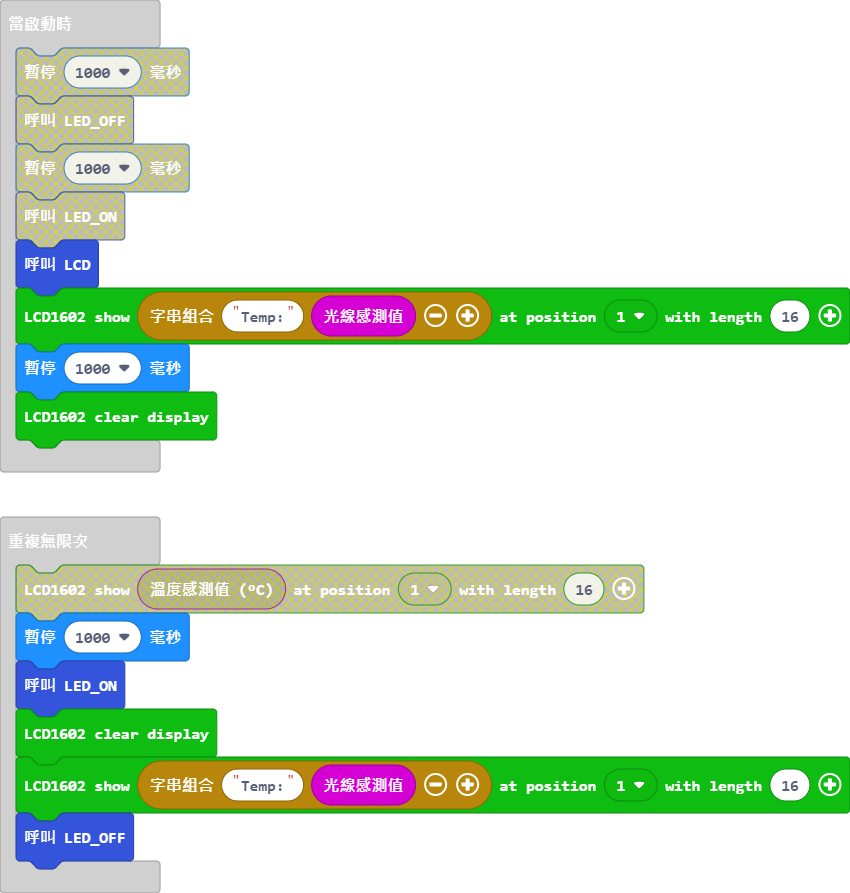 當啟動時
暫停 1000 毫秒
呼叫 LED_OFF
暫停 1000 毫秒
呼叫 LED_ON
呼叫 LCD
LCD1602 show 字串組合 "Temp:" 光線感測值 at position 1 with length 16
暫停 1000 毫秒
LCD1602 clear display
重複無限次
LCD1602 show 溫度感測值 (ºC) at position 1 with length 16
暫停 1000 毫秒
呼叫 LED_ON
LCD1602 clear display
LCD1602 show 字串組合 "Temp:" 光線感測值 at position 1 with length 16
呼叫 LED_OFF